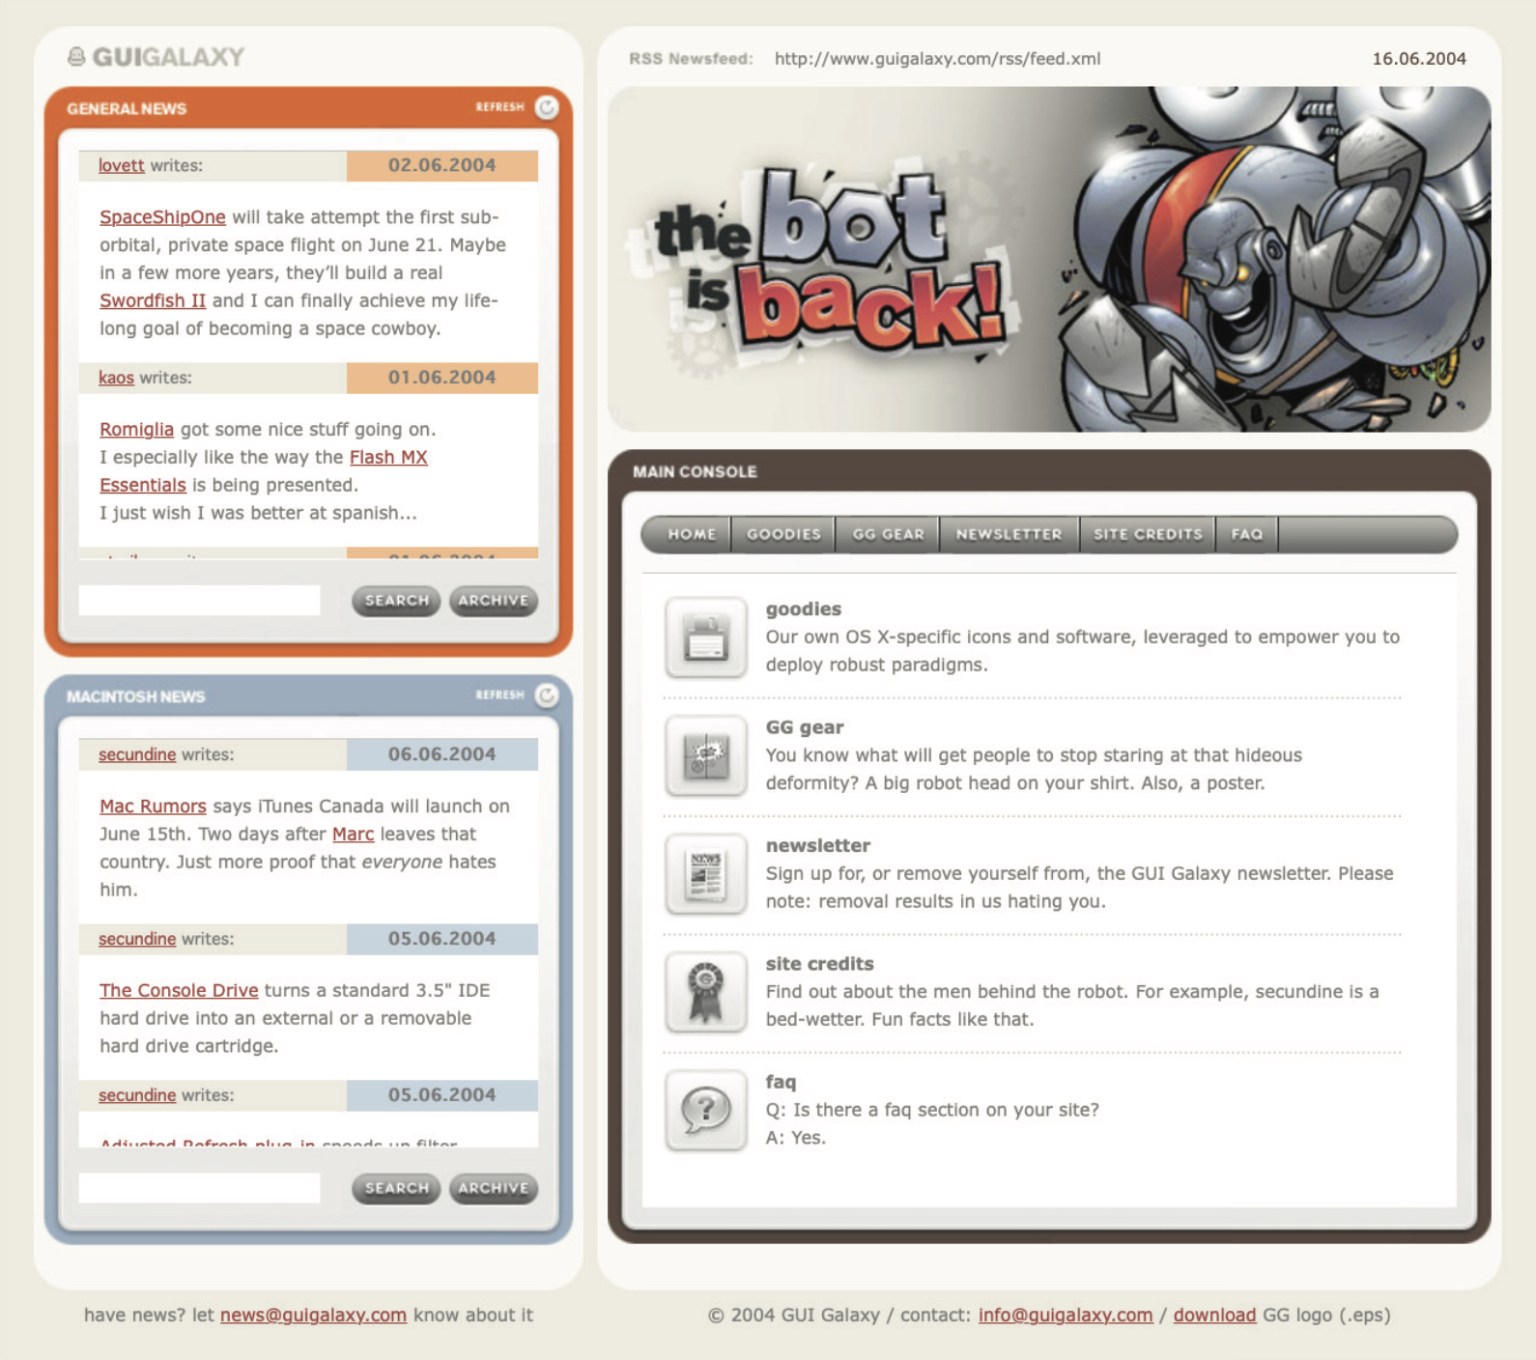 GUIGALAXY
GENERAL NEWS
REFRESH
lovett writes:
02.06.2004
SpaceShipOne will take attempt the first sub-
orbital, private space flight on June 21. Maybe
in a few more years, they'll build a real
Swordfish II and I can finally achieve my life-
long goal of becoming a space cowboy.
kaos writes:
01.06.2004
Romiglia got some nice stuff going on.
I especially like the way the Flash MX
Essentials is being presented.
I just wish I was better at spanish...
01.06.2004
SEARCH
ARCHIVE
MACINTOSH NEWS
REFRESH
secundine writes:
06.06.2004
Mac Rumors says iTunes Canada will launch on
June 15th. Two days after Marc leaves that
country. Just more proof that everyone hates
him.
secundine writes:
05.06.2004
The Console Drive turns a standard 3.5" IDE
hard drive into an external or a removable
hard drive cartridge.
secundine writes:
05.06.2004
Adjusted Refresh plug-in speeds up filter
SEARCH
ARCHIVE
have news? let news@guigalaxy.com know about it
RSS Newsfeed: http://www.guigalaxy.com/rss/feed.xml
16.06.2004
the bot
is back!
MAIN CONSOLE
HOME
GOODIES
GG GEAR
NEWSLETTER
SITE CREDITS
FAQ
goodies
Our own OS X-specific icons and software, leveraged to empower you to
deploy robust paradigms.
GG gear
You know what will get people to stop staring at that hideous
deformity? A big robot head on your shirt. Also, a poster.
NEWS
newsletter
Sign up for, or remove yourself from, the GUI Galaxy newsletter. Please
note: removal results in us hating you.
site credits
Find out about the men behind the robot. For example, secundine is a
bed-wetter. Fun facts like that.
?
faq
Q: Is there a faq section on your site?
A: Yes.
© 2004 GUI Galaxy / contact: info@guigalaxy.com / download GG logo (.eps)